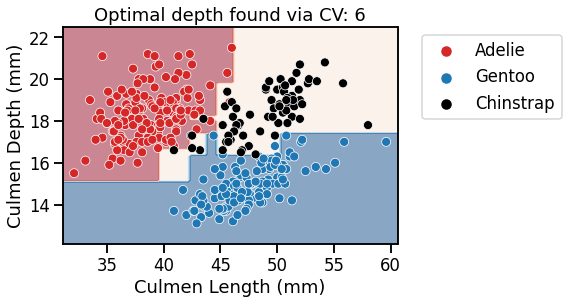 Optimal depth found via CV: 6
Culmen Depth (mm)
22
20
18
16
14
35
40
45
50
55
60
Culmen Length (mm)
Adelie
Gentoo
Chinstrap